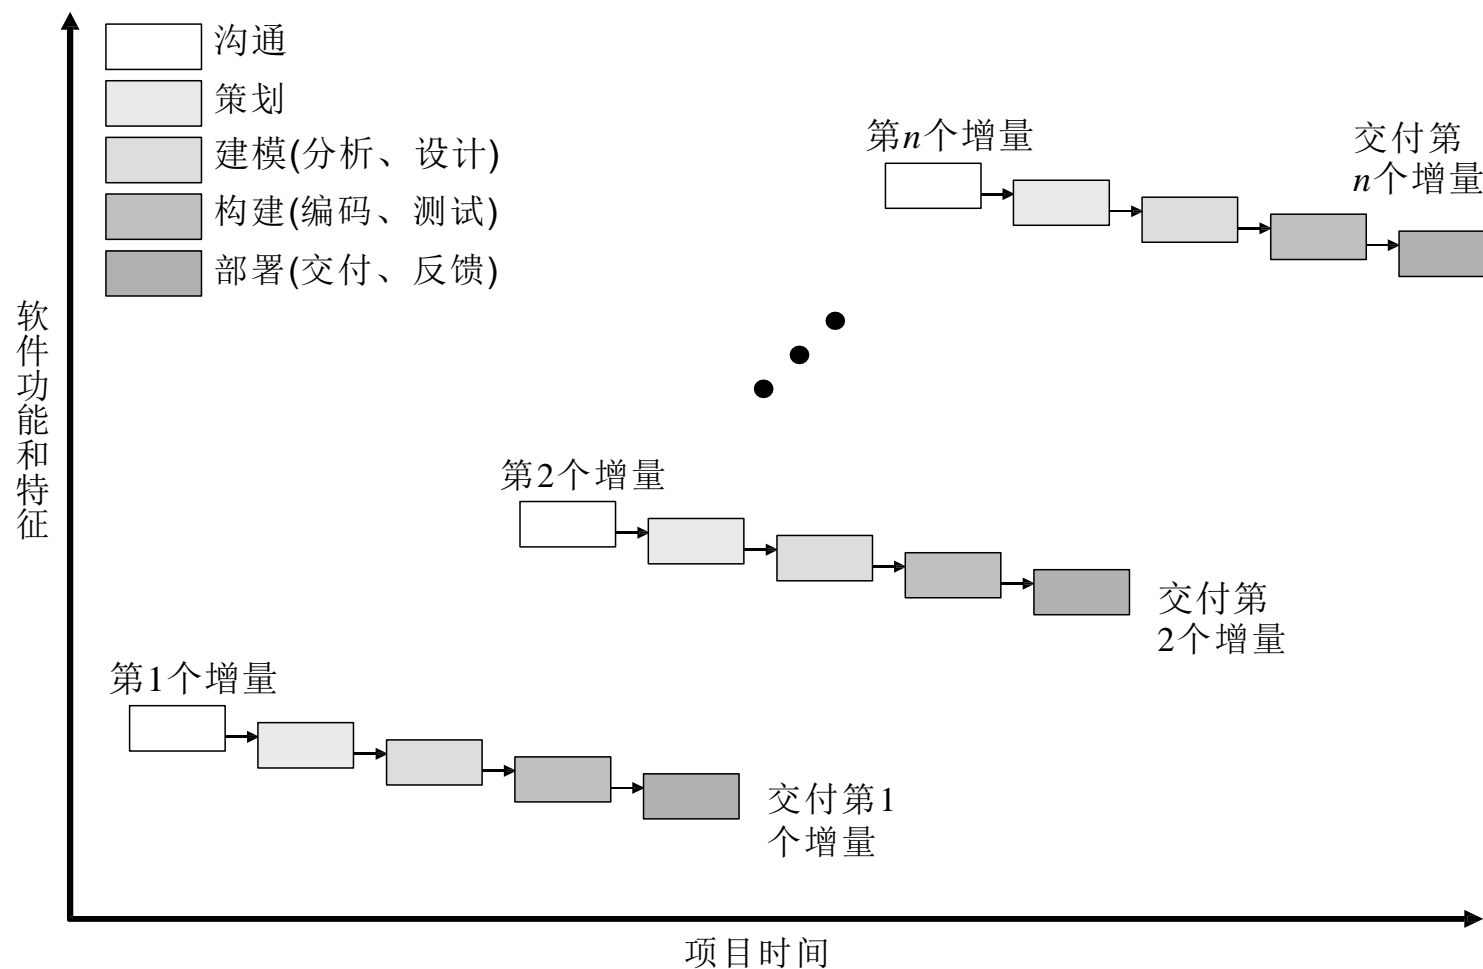 沟通
策划
建模(分析、设计)
构建(编码、测试)
部署(交付、反馈)
软件功能和特征
第n个增量
交付第
n个增量
第2个增量
交付第
2个增量
第1个增量
交付第1
个增量
项目时间